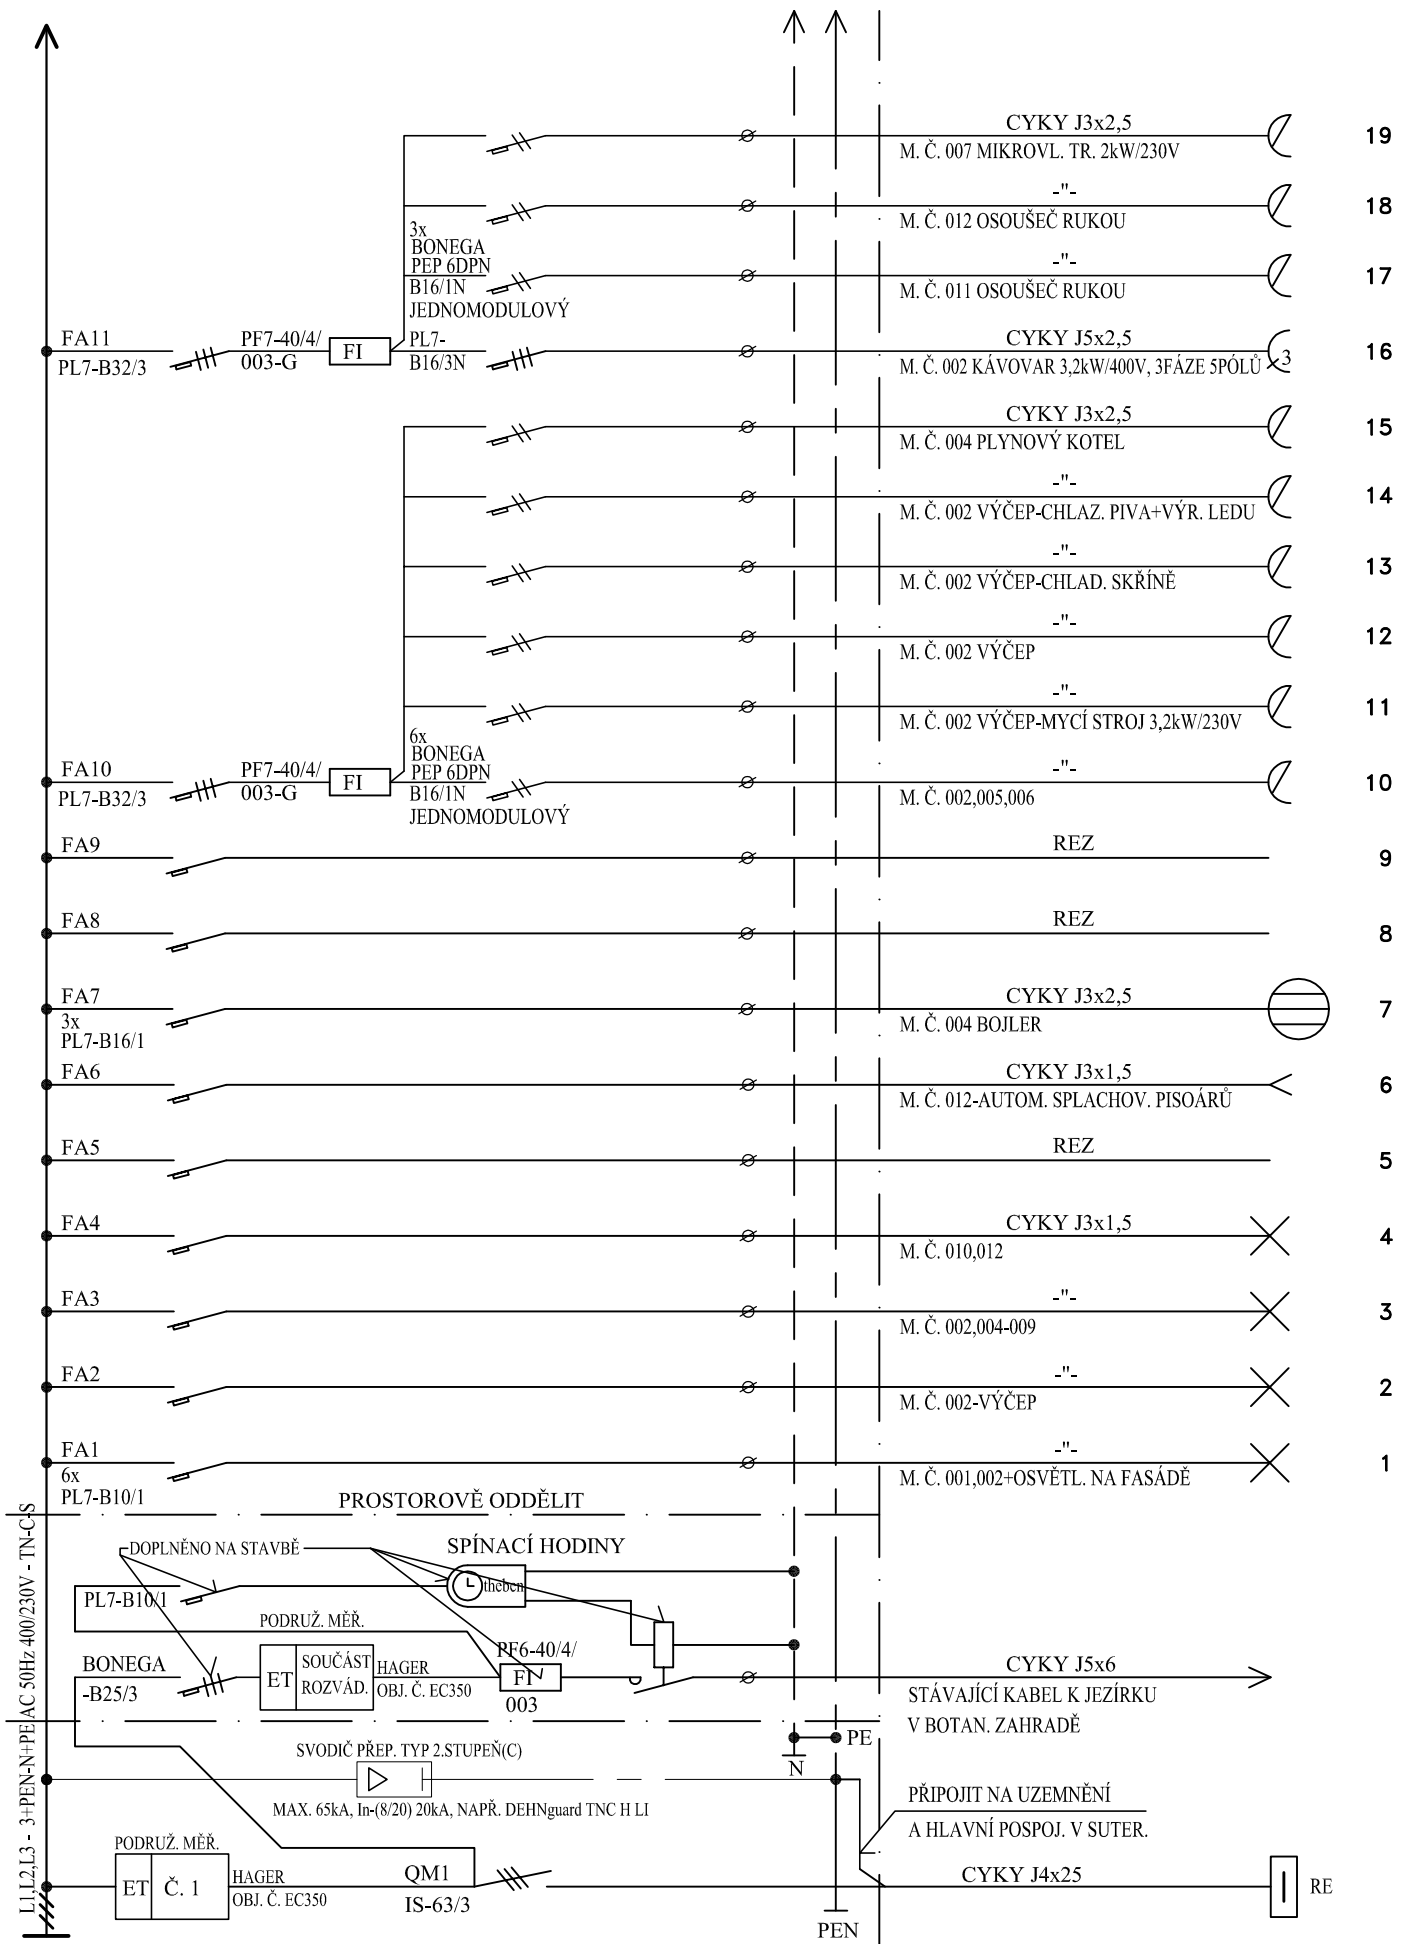 CYKY J3x2,5
19
M. Č. 007 MIKROVL. TR. 2kW/230V
-"-
18
M. Č. 012 OSOUŠEČ RUKOU
3x
BONEGA
PEP 6DPN
B16/1N
JEDNOMODULOVÝ
-"-
17
M. Č. 011 OSOUŠEČ RUKOU
FA11
PL7-B32/3
PF7-40/4/
003-G
FI
PL7-
B16/3N
CYKY J5x2,5
16
M. Č. 002 KÁVOVAR 3,2kW/400V, 3FÁZE 5PÓLŮ
3
CYKY J3x2,5
15
M. Č. 004 PLYNOVÝ KOTEL
-"-
14
M. Č. 002 VÝČEP-CHLAZ. PIVA+VÝR. LEDU
-"-
13
M. Č. 002 VÝČEP-CHLAD. SKŘÍNĚ
-"-
12
M. Č. 002 VÝČEP
-"-
11
M. Č. 002 VÝČEP-MYCÍ STROJ 3,2kW/230V
6x
BONEGA
PEP 6DPN
B16/1N
JEDNOMODULOVÝ
FA10
PL7-B32/3
PF7-40/4/
003-G
FI
-"-
10
M. Č. 002,005,006
FA9
REZ
9
FA8
REZ
8
FA7
3x
PL7-B16/1
CYKY J3x2,5
7
M. Č. 004 BOJLER
FA6
CYKY J3x1,5
6
M. Č. 012-AUTOM. SPLACHOV. PISOÁRŮ
FA5
REZ
5
FA4
CYKY J3x1,5
4
M. Č. 010,012
FA3
-"-
3
M. Č. 002,004-009
FA2
-"-
2
M. Č. 002-VÝČEP
FA1
6x
PL7-B10/1
-"-
1
M. Č. 001,002+OSVĚTL. NA FASÁDĚ
PROSTOROVĚ ODDĚLIT
L1,L2,L3 - 3+PEN-N+PE AC 50Hz 400/230V - TN-C-S
DOPLNĚNO NA STAVBĚ
SPÍNACÍ HODINY
theben
PL7-B10/1
PODRUŽ. MĚŘ.
BONEGA
-B25/3
ET
SOUČÁST
ROZVÁD.
HAGER
OBJ. Č. EC350
PF6-40/4/
FI
003
CYKY J5x6
STÁVAJÍCÍ KABEL K JEZÍRKU
V BOTAN. ZAHRADĚ
PE
N
SVODIČ PŘEP. TYP 2.STUPEŇ(C)
MAX. 65kA, In-(8/20) 20kA, NAPŘ. DEHNguard TNC H LI
PŘIPOJIT NA UZEMNĚNÍ
A HLAVNÍ POSPOJ. V SUTER.
PODRUŽ. MĚŘ.
ET
Č. 1
HAGER
OBJ. Č. EC350
QM1
IS-63/3
CYKY J4x25
RE
PEN